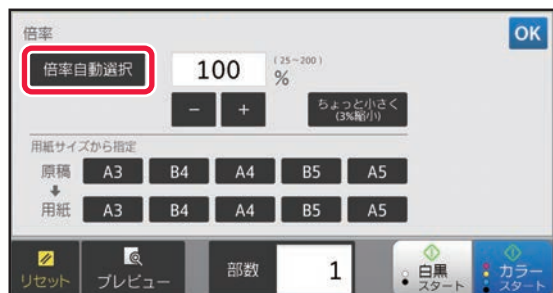 倍率
OK
倍率自動選択
100
(25~200)
%
−
+
ちょっと小さく
(3%縮小)
用紙サイズから指定
原稿 A3 B4 A4 B5 A5
用紙 A3 B4 A4 B5 A5
リセット
プレビュー
部数
1
白黒
スタート
カラー
スタート